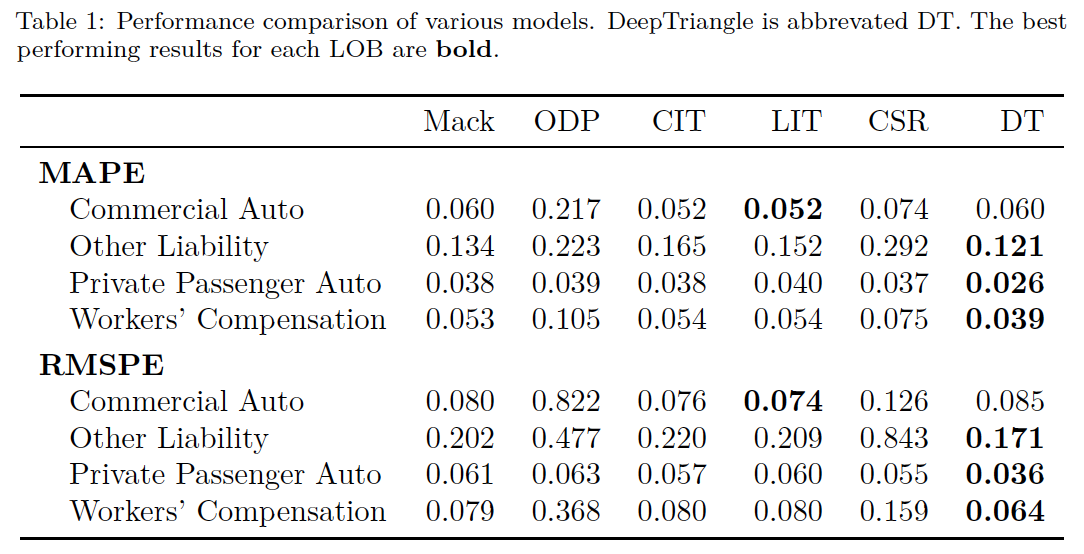 Table 1: Performance comparison of various models. DeepTriangle is abbrevated DT. The best
performing results for each LOB are bold.
Mack ODP CIT LIT CSR DT
MAPE
Commercial Auto 0.060 0.217 0.052 0.052 0.074 0.060
Other Liability 0.134 0.223 0.165 0.152 0.292 0.121
Private Passenger Auto 0.038 0.039 0.038 0.040 0.037 0.026
Workers' Compensation 0.053 0.105 0.054 0.054 0.075 0.039
RMSPE
Commercial Auto 0.080 0.822 0.076 0.074 0.126 0.085
Other Liability 0.202 0.477 0.220 0.209 0.843 0.171
Private Passenger Auto 0.061 0.063 0.057 0.060 0.055 0.036
Workers' Compensation 0.079 0.368 0.080 0.080 0.159 0.064